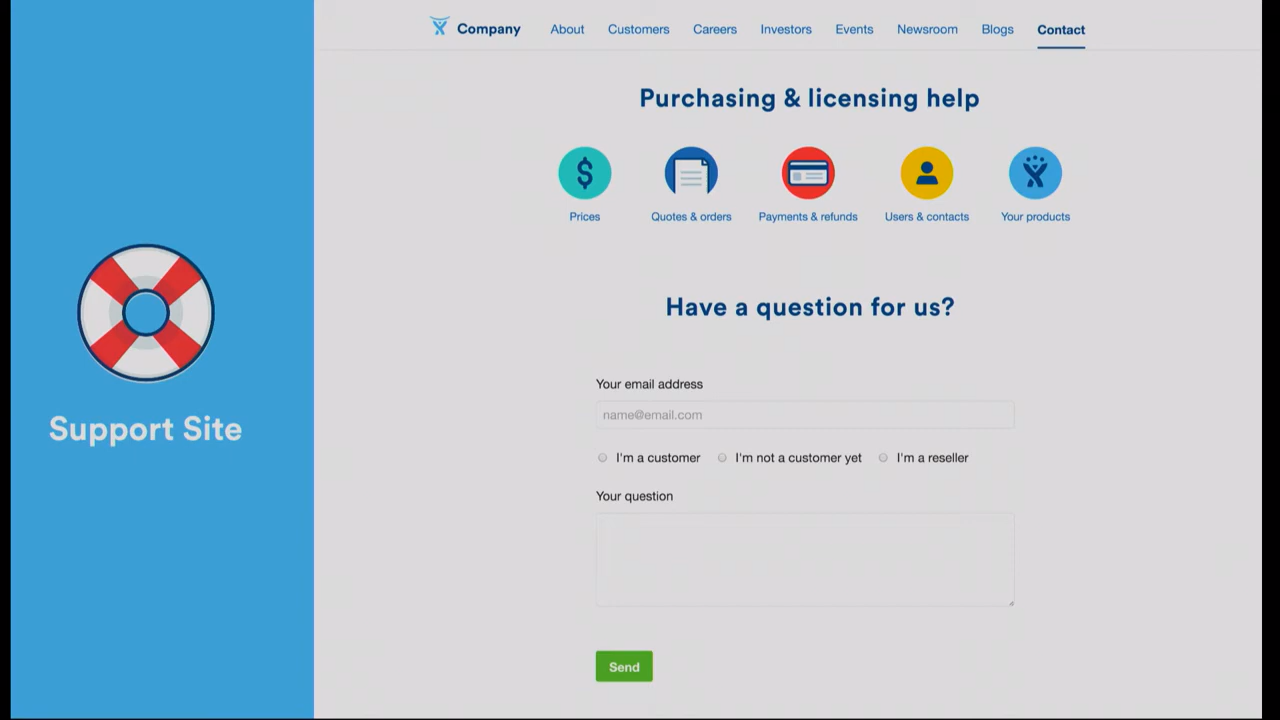 Company About Customers Careers Investors Events Newsroom Blogs Contact
Purchasing & licensing help
Prices Quotes & orders Payments & refunds Users & contacts Your products
Have a question for us?
Your email address
name@email.com
Support Site
I'm a customer I'm not a customer yet I'm a reseller
Your question
Send